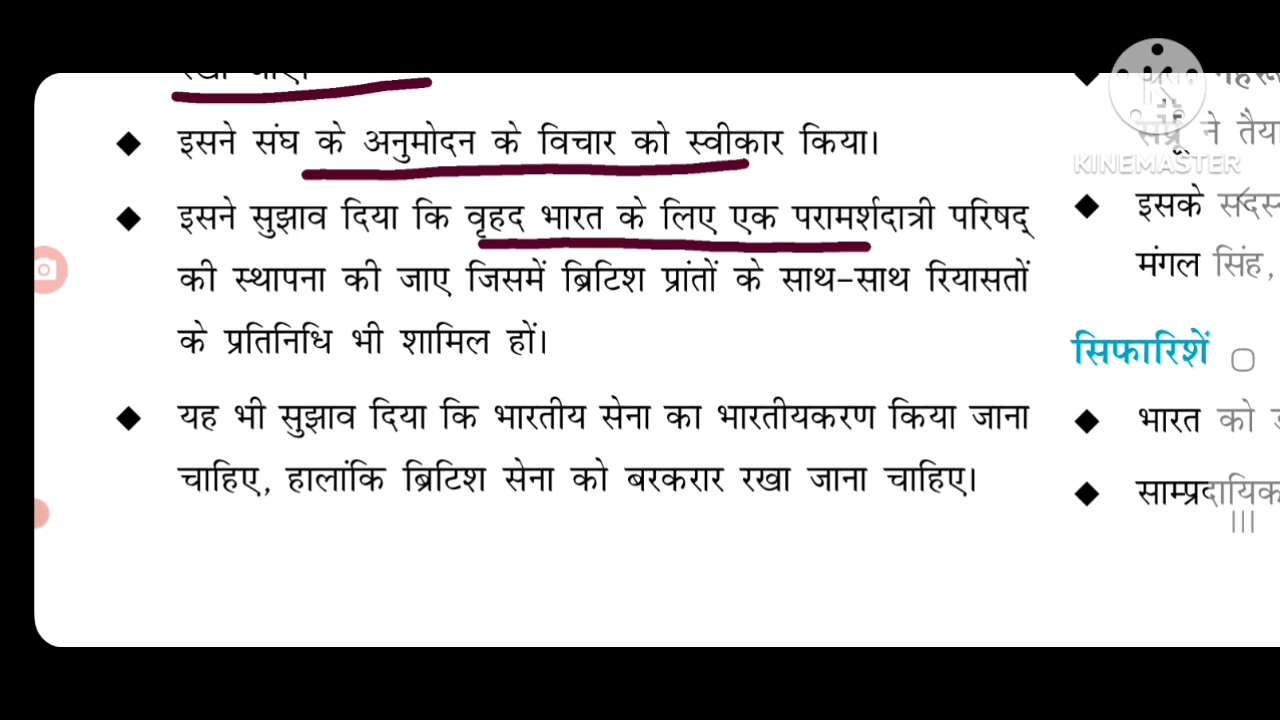 इसने संघ के अनुमोदन के विचार को स्वीकार किया।
इसने सुझाव दिया कि वृहद भारत के लिए एक परामर्शदात्री परिषद्
की स्थापना की जाए जिसमें ब्रिटिश प्रांतों के साथ-साथ रियासतों
के प्रतिनिधि भी शामिल हों।
यह भी सुझाव दिया कि भारतीय सेना का भारतीयकरण किया जाना
चाहिए, हालांकि ब्रिटिश सेना को बरकरार रखा जाना चाहिए।
KINEMASTER
ने
इसके
मंगल सिंह,
सिफारिशें
भारत को